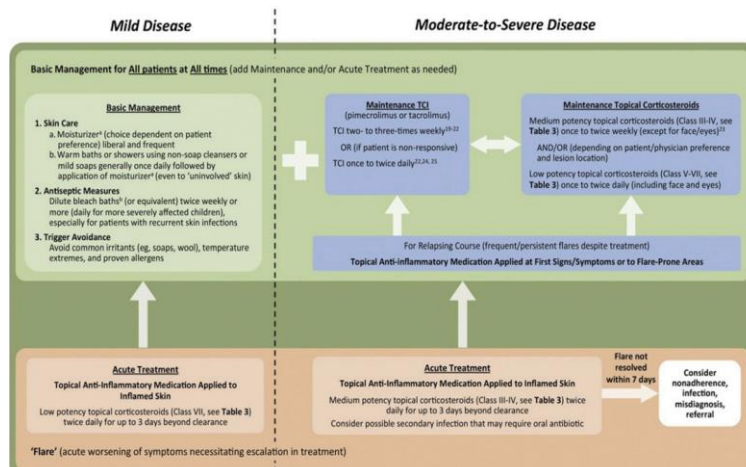 Mild Disease
Moderate-to-Severe Disease
Basic Management for All patients at All times (add Maintenance and/or Acute Treatment as needed)
Basic Management
1. Skin Care
a. Moisturizerᵃ (choice dependent on
patient preference)
liberal and frequent
b. Warm baths or showers using non-soap cleansers or
mild soaps generally once daily followed by
application of moisturizerᵃ (even to 'uninvolved' skin)
2. Antiseptic Measures
Dilute bleach bathsᵇ (or equivalent) twice weekly
or more (daily for more severely affected children),
especially for patients with recurrent skin infections
3. Trigger Avoidance
Avoid common irritants (eg, soaps, wool), temperature
extremes, and proven allergens
Maintenance TCI
(pimecrolimus or tacrolimus)
TCI two- to three-times weekly¹⁹⁻²²
OR (if patient is non-responsive)
TCI once to twice daily²²,²⁴, ²⁵
Maintenance Topical Corticosteroids
Medium potency topical corticosteroids (Class III-IV, see
Table 3) once to twice weekly (except for face/eyes)²³
AND/OR (depending on patient/physician preference
and lesion location)
Low potency topical corticosteroids (Class V-VII, see
Table 3) once to twice daily (including face and eyes)
For Relapsing Course (frequent/persistent flares despite treatment)
Topical Anti-inflammatory Medication Applied at First Signs/Symptoms or to Flare-Prone Areas
Acute Treatment
Topical Anti-Inflammatory Medication Applied to
Inflamed Skin
Low potency topical corticosteroids (Class VII, see Table 3)
twice daily for up to 3 days beyond clearance
Acute Treatment
Topical Anti-Inflammatory Medication Applied to Inflamed Skin
Medium potency topical corticosteroids (Class III-IV, see Table 3) twice
daily for up to 3 days beyond clearance
Consider possible secondary infection that may require oral antibiotic
Flare not
resolved
within 7 days
Consider
nonadherence,
infection,
misdiagnosis,
referral
'Flare' (acute worsening of symptoms necessitating escalation in treatment)